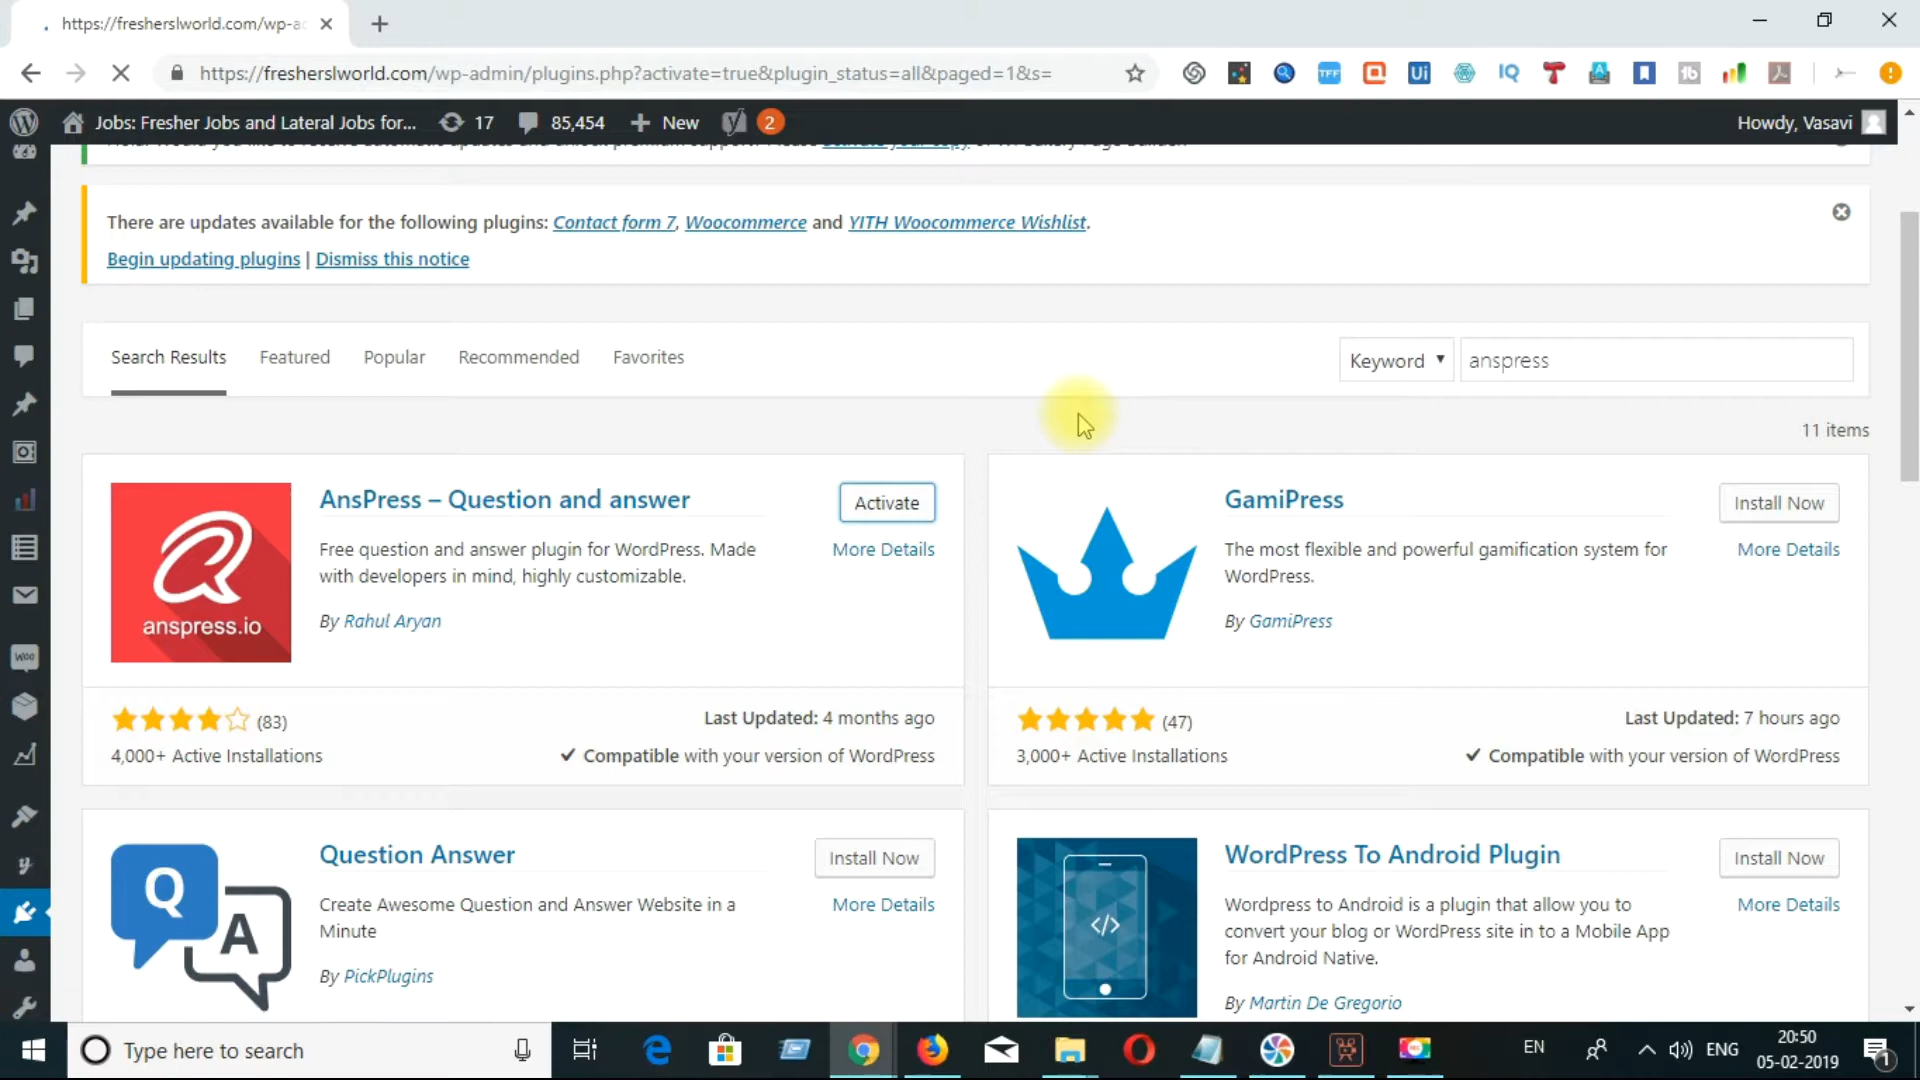 https://fresherslworld.com/wp-ac
https://fresherslworld.com/wp-admin/plugins.php?activate=true&plugin_status=all&paged=1&s=
TFF
Ui
IQ
Jobs: Fresher Jobs and Lateral Jobs for... 17 85,454 New 2
Howdy, Vasavi
There are updates available for the following plugins: Contact form 7, Woocommerce and YITH Woocommerce Wishlist.
Begin updating plugins | Dismiss this notice
Search Results Featured Popular Recommended Favorites
Keyword anspress
11 items
AnsPress – Question and answer
Activate
Free question and answer plugin for WordPress. Made
More Details
with developers in mind, highly customizable.
By Rahul Aryan
anspress.io
(83)
Last Updated: 4 months ago
4,000+ Active Installations
Compatible with your version of WordPress
GamiPress
Install Now
The most flexible and powerful gamification system for
More Details
WordPress.
By GamiPress
(47)
Last Updated: 7 hours ago
3,000+ Active Installations
Compatible with your version of WordPress
Question Answer
Install Now
Create Awesome Question and Answer Website in a
More Details
Minute
By PickPlugins
Q
A
WordPress To Android Plugin
Install Now
Wordpress to Android is a plugin that allow you to
More Details
convert your blog or WordPress site in to a Mobile App
for Android Native.
By Martin De Gregorio
</>
Woo
Type here to search
EN
ENG
20:50
05-02-2019
1